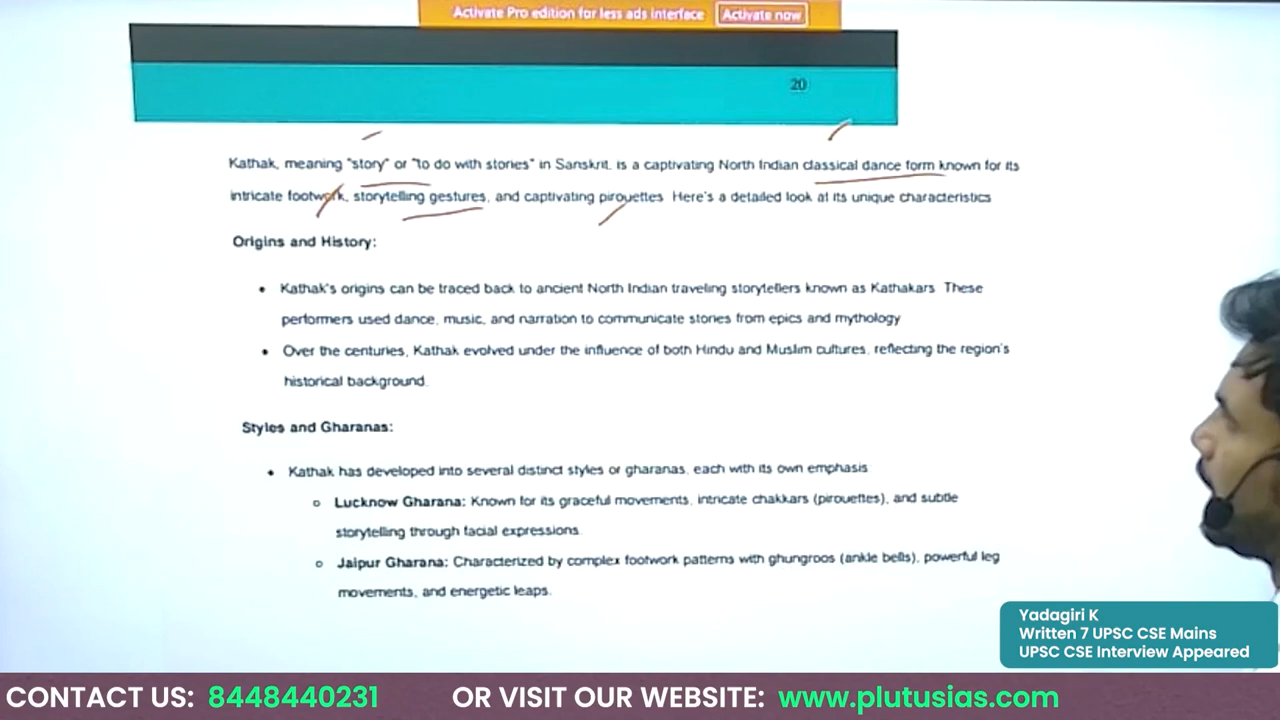 Activate Pro edition for less ads interface Activate now
20
Kathak, meaning "story" or "to do with stories" in Sanskrit, is a captivating North Indian classical dance form known for its
intricate footwork, storytelling gestures, and captivating pirouettes. Here's a detailed look at its unique characteristics
Origins and History:
• Kathak's origins can be traced back to ancient North Indian traveling storytellers known as Kathakars. These
performers used dance, music, and narration to communicate stories from epics and mythology
• Over the centuries, Kathak evolved under the influence of both Hindu and Muslim cultures, reflecting the region's
historical background.
Styles and Gharanas:
• Kathak has developed into several distinct styles or gharanas, each with its own emphasis
o Lucknow Gharana: Known for its graceful movements, intricate chakkars (pirouettes), and subtle
storytelling through facial expressions.
o Jaipur Gharana: Characterized by complex footwork patterns with ghungroos (ankle bells), powerful leg
movements, and energetic leaps.
Yadagiri K
Written 7 UPSC CSE Mains
UPSC CSE Interview Appeared
CONTACT US: 8448440231 OR VISIT OUR WEBSITE: www.plutusias.com